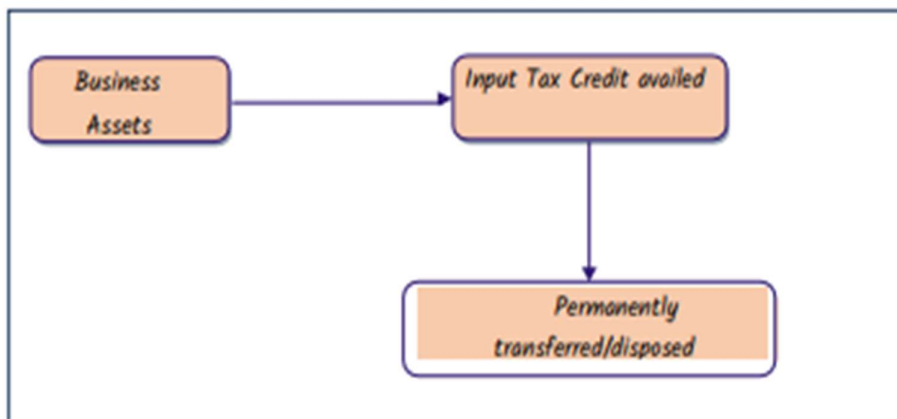 Business
Assets
Input Tax Credit availed
Permanently
transferred/disposed